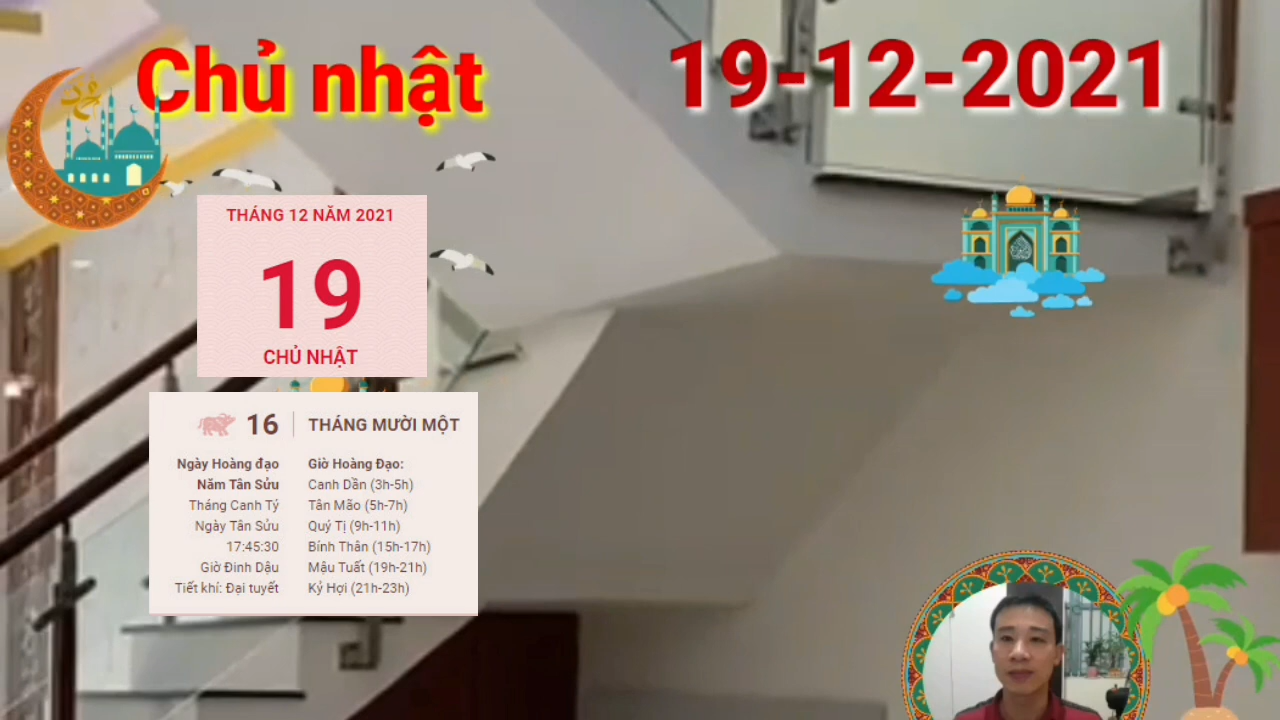 Chủ nhật
19-12-2021
THÁNG 12 NĂM 2021
19
CHỦ NHẬT
16
THÁNG MƯỜI MỘT
Ngày Hoàng đạo
Năm Tân Sửu
Tháng Canh Tý
Ngày Tân Sửu
17:45:30
Giờ Đinh Dậu
Tiết khí: Đại tuyết
Giờ Hoàng Đạo:
Canh Dần (3h-5h)
Tân Mão (5h-7h)
Quý Tị (9h-11h)
Bính Thân (15h-17h)
Mậu Tuất (19h-21h)
Kỷ Hợi (21h-23h)